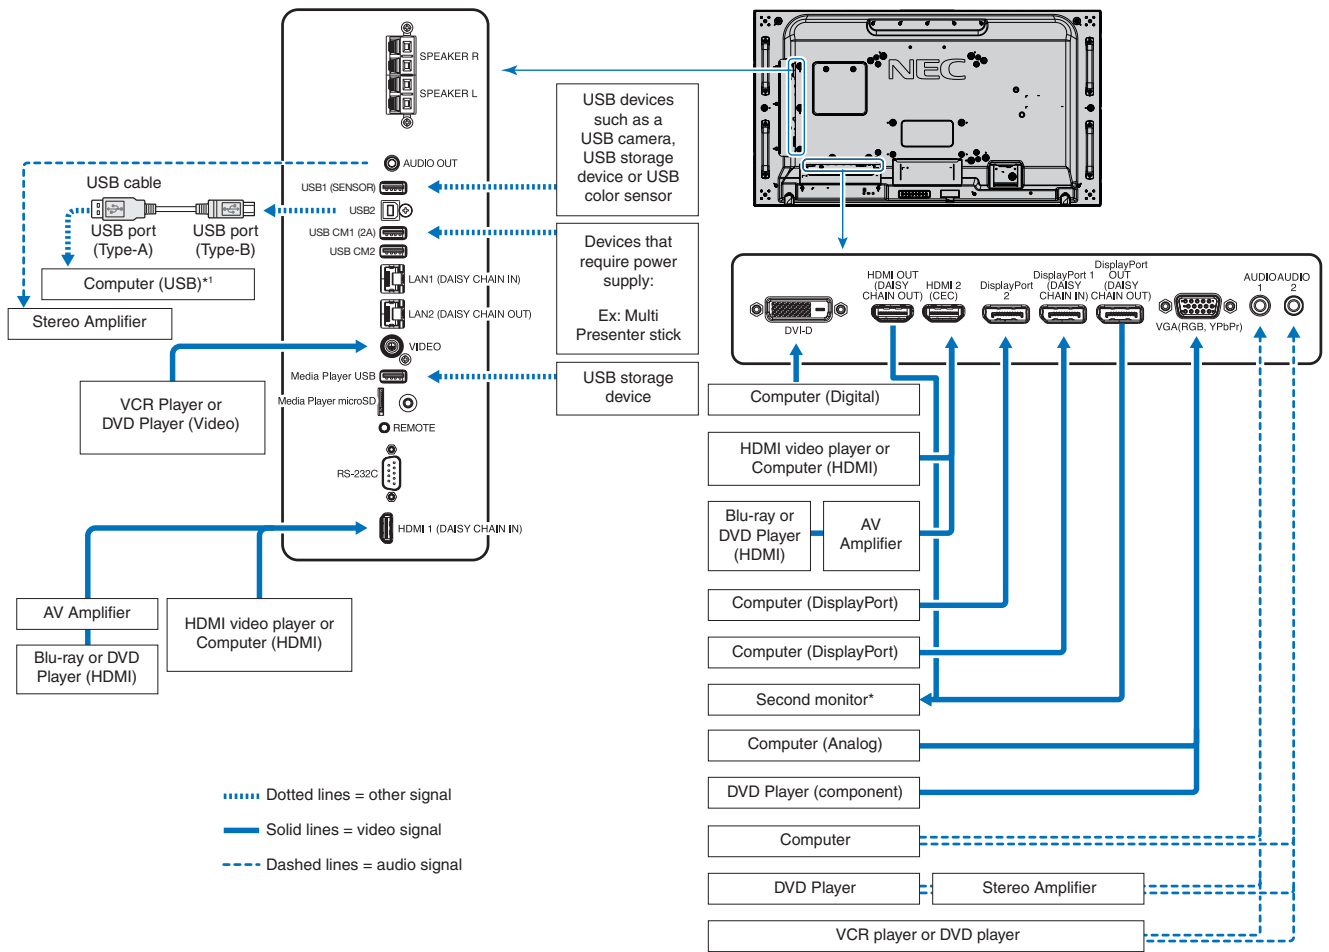 SPEAKER R
SPEAKER L
AUDIO OUT
USB1 (SENSOR)
USB2
USB CM1 (2A)
USB CM2
LAN1 (DAISY CHAIN IN)
LAN2 (DAISY CHAIN OUT)
VIDEO
Media Player USB
Media Player microSD
REMOTE
RS-232C
HDMI 1 (DAISY CHAIN IN)
USB cable
USB port
(Type-A)
USB port
(Type-B)
Computer (USB)*1
Stereo Amplifier
VCR Player or
DVD Player (Video)
AV Amplifier
Blu-ray or DVD
Player (HDMI)
HDMI video player or
Computer (HDMI)
USB devices
such as a
USB camera,
USB storage
device or USB
color sensor
Devices that
require power
supply:
Ex: Multi
Presenter stick
USB storage
device
NEC
DVI-D
HDMI OUT
(DAISY
CHAIN OUT)
HDMI 2
(CEC)
DisplayPort
2
DisplayPort 1
(DAISY
CHAIN IN)
DisplayPort
OUT
(DAISY
CHAIN OUT)
VGA(RGB, YPbPr)
AUDIO
1
AUDIO
2
Computer (Digital)
HDMI video player or
Computer (HDMI)
Blu-ray or
DVD Player
(HDMI)
AV
Amplifier
Computer (DisplayPort)
Computer (DisplayPort)
Second monitor*
Computer (Analog)
DVD Player (component)
Computer
DVD Player
Stereo Amplifier
VCR player or DVD player
Dotted lines = other signal
Solid lines = video signal
Dashed lines = audio signal